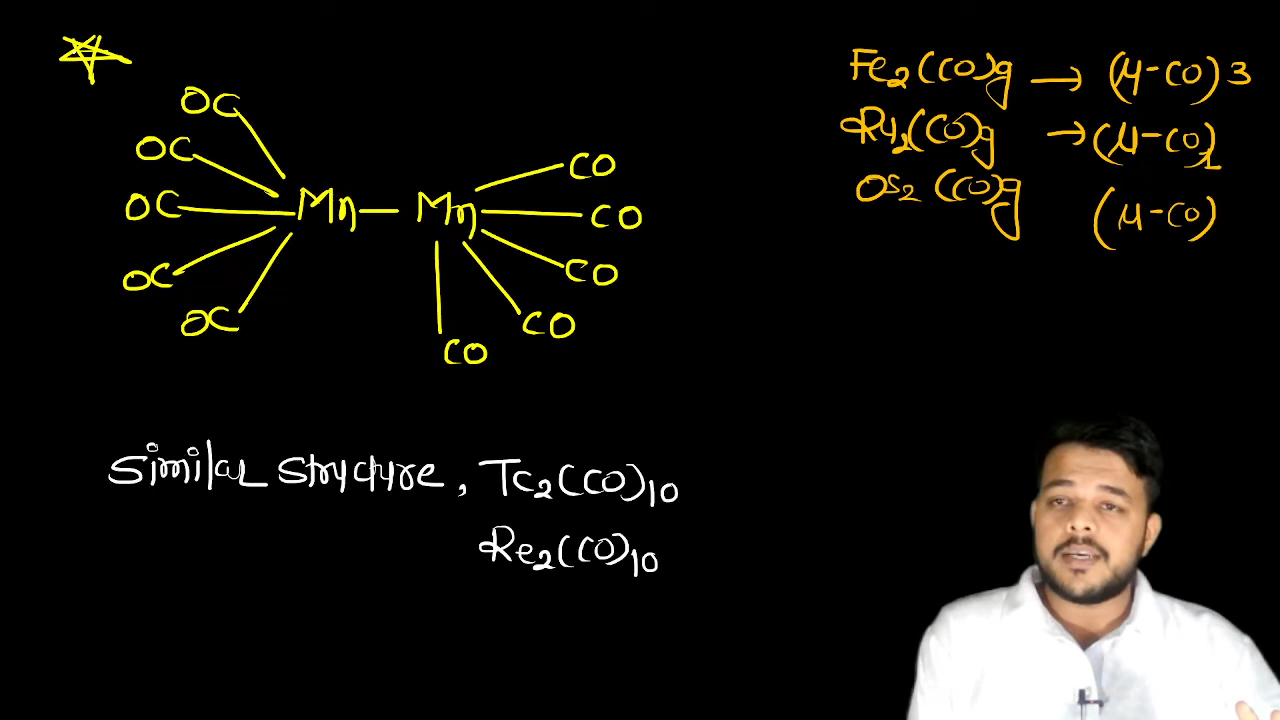 OC
OC
OC
OC
OC
Mn — Mn
CO
CO
CO
CO
CO
Similar structure, Tc2(CO)10
Re2(CO)10
Fe2(CO)9 → (μ-CO)3
Ru2(CO)9 → (μ-CO)1
Os2(CO)9 (μ-CO)